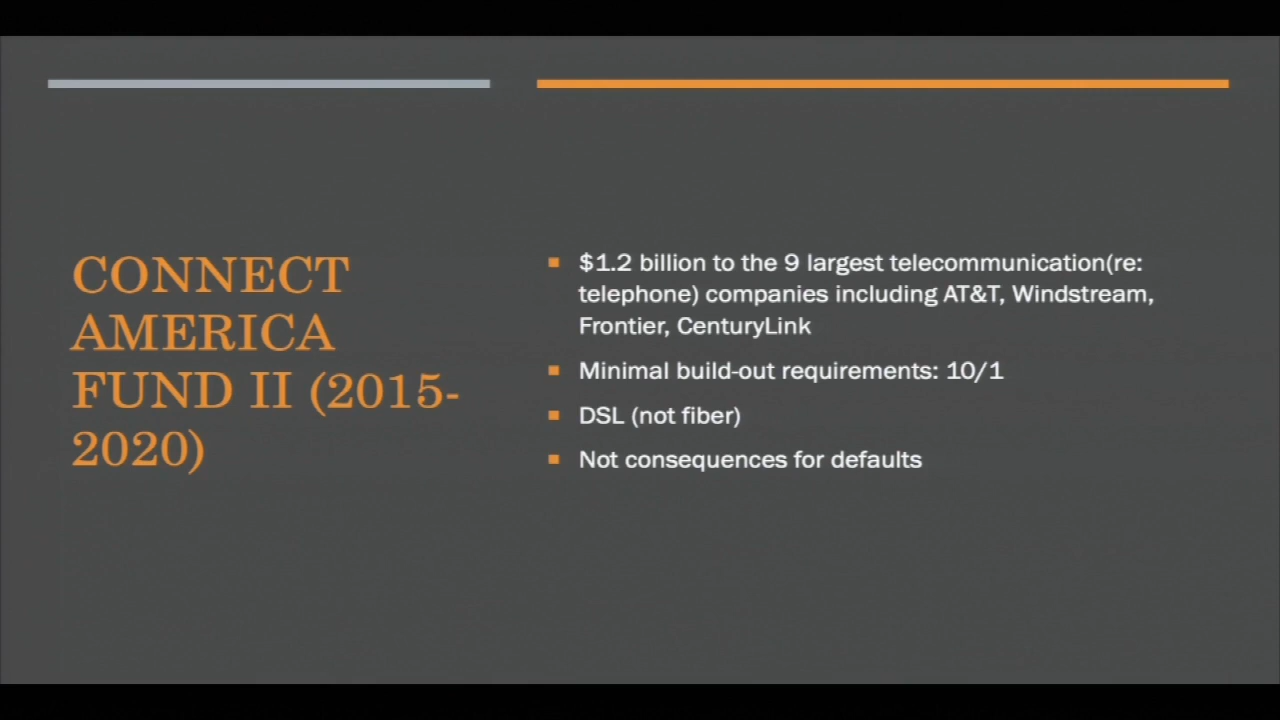 CONNECT
AMERICA
FUND II (2015-
2020)
$1.2 billion to the 9 largest telecommunication(re:
telephone) companies including AT&T, Windstream,
Frontier, CenturyLink
Minimal build-out requirements: 10/1
DSL (not fiber)
Not consequences for defaults